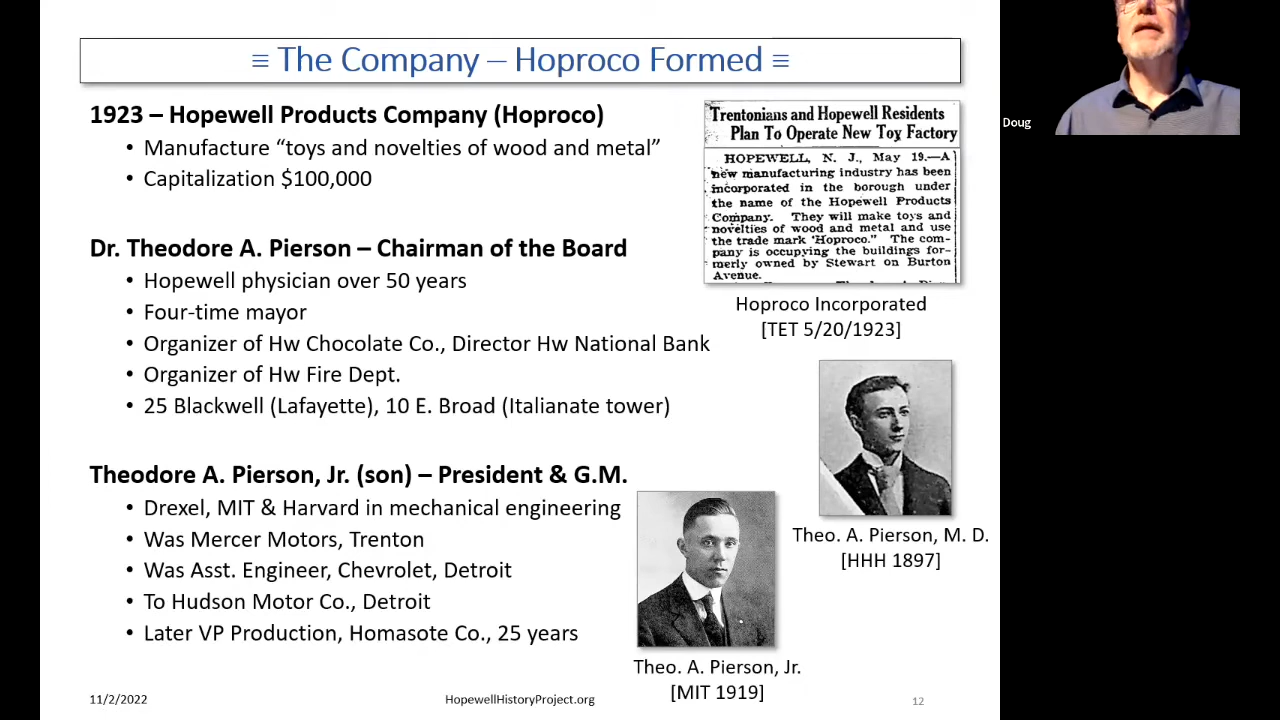 ≡ The Company – Hoproco Formed ≡
1923 – Hopewell Products Company (Hoproco)
• Manufacture “toys and novelties of wood and metal”
• Capitalization $100,000
Dr. Theodore A. Pierson – Chairman of the Board
• Hopewell physician over 50 years
• Four-time mayor
• Organizer of Hw Chocolate Co., Director Hw National Bank
• Organizer of Hw Fire Dept.
• 25 Blackwell (Lafayette), 10 E. Broad (Italianate tower)
Theodore A. Pierson, Jr. (son) – President & G.M.
• Drexel, MIT & Harvard in mechanical engineering
• Was Mercer Motors, Trenton
• Was Asst. Engineer, Chevrolet, Detroit
• To Hudson Motor Co., Detroit
• Later VP Production, Homasote Co., 25 years
Trentonians and Hopewell Residents
Plan To Operate New Toy Factory
HOPEWELL, N. J., May 19.—A
new manufacturing industry has been
incorporated in the borough under
the name of the Hopewell Products
Company. They will make toys and
novelties of wood and metal and use
the trade mark 'Hoproco." The com-
pany is occupying the buildings for-
merly owned by Stewart on Burton
Avenue.
Hoproco Incorporated
[TET 5/20/1923]
Theo. A. Pierson, M. D.
[HHH 1897]
Theo. A. Pierson, Jr.
[MIT 1919]
11/2/2022
HopewellHistoryProject.org
12
Doug